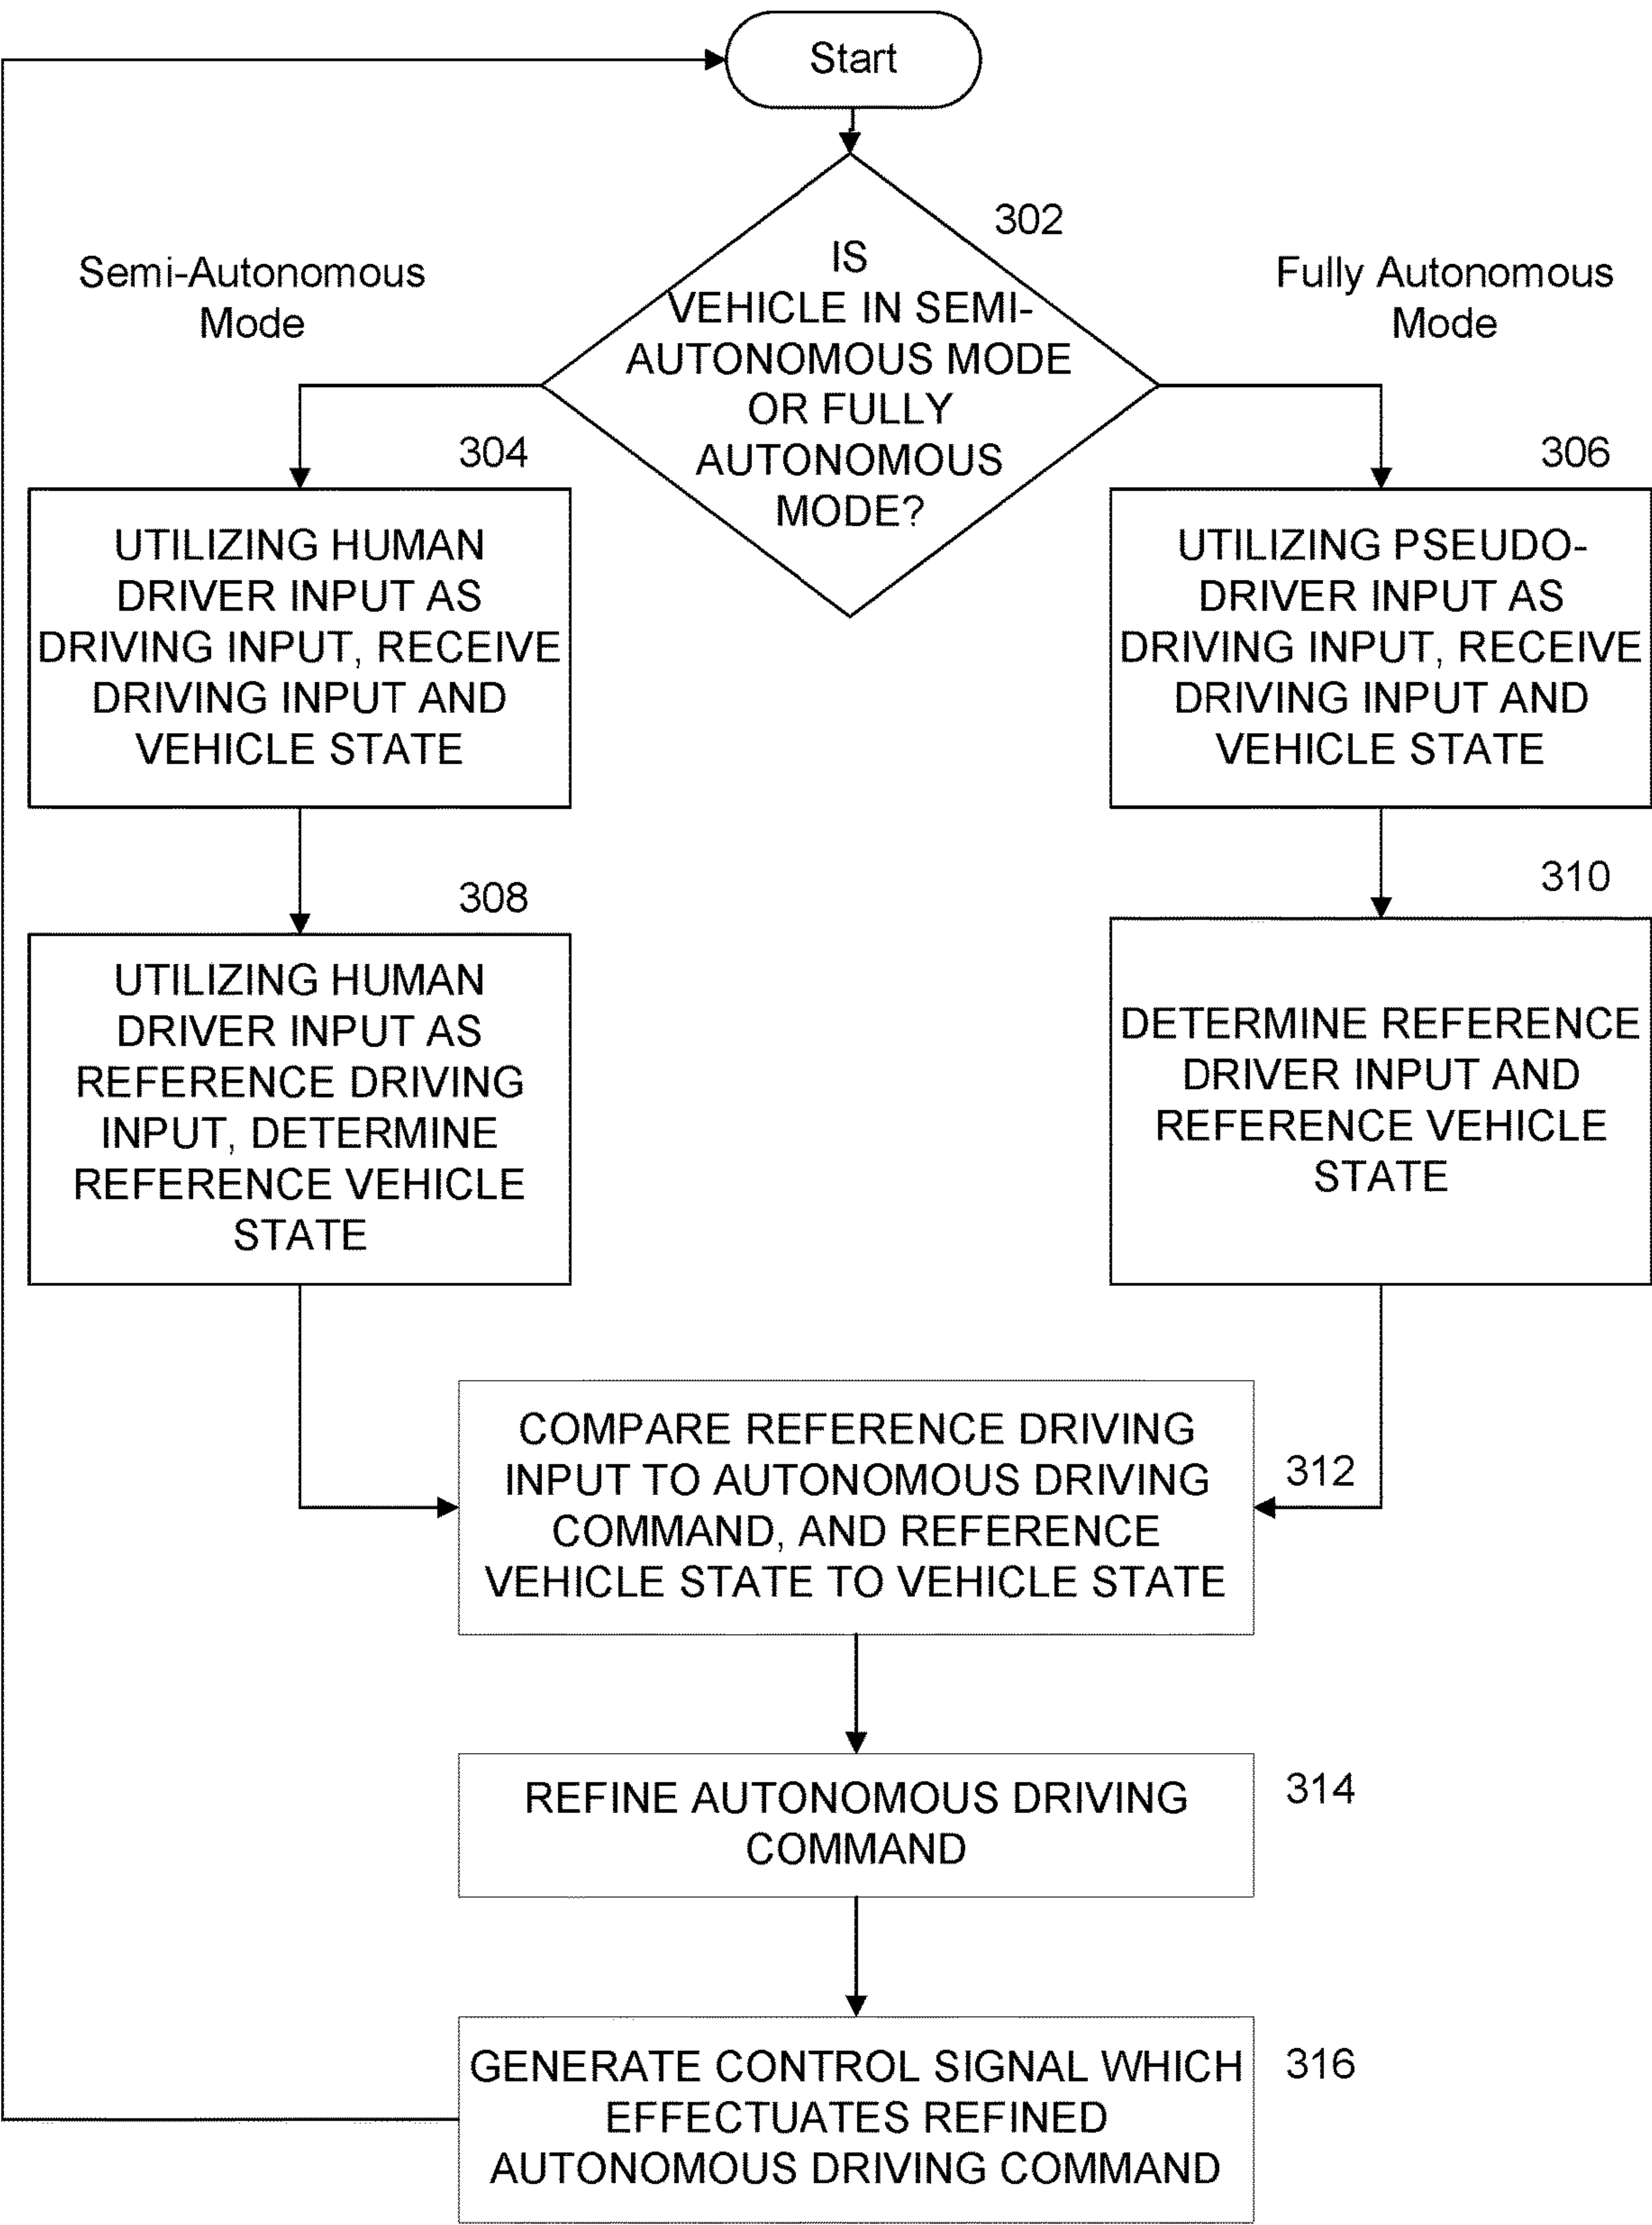 Start
302
IS
VEHICLE IN SEMI-
AUTONOMOUS MODE
OR FULLY
AUTONOMOUS
MODE?
Semi-Autonomous
Mode
Fully Autonomous
Mode
304
UTILIZING HUMAN
DRIVER INPUT AS
DRIVING INPUT, RECEIVE
DRIVING INPUT AND
VEHICLE STATE
306
UTILIZING PSEUDO-
DRIVER INPUT AS
DRIVING INPUT, RECEIVE
DRIVING INPUT AND
VEHICLE STATE
308
UTILIZING HUMAN
DRIVER INPUT AS
REFERENCE DRIVING
INPUT, DETERMINE
REFERENCE VEHICLE
STATE
310
DETERMINE REFERENCE
DRIVER INPUT AND
REFERENCE VEHICLE
STATE
COMPARE REFERENCE DRIVING
INPUT TO AUTONOMOUS DRIVING
COMMAND, AND REFERENCE
VEHICLE STATE TO VEHICLE STATE
312
REFINE AUTONOMOUS DRIVING
COMMAND
314
GENERATE CONTROL SIGNAL WHICH
EFFECTUATES REFINED
AUTONOMOUS DRIVING COMMAND
316